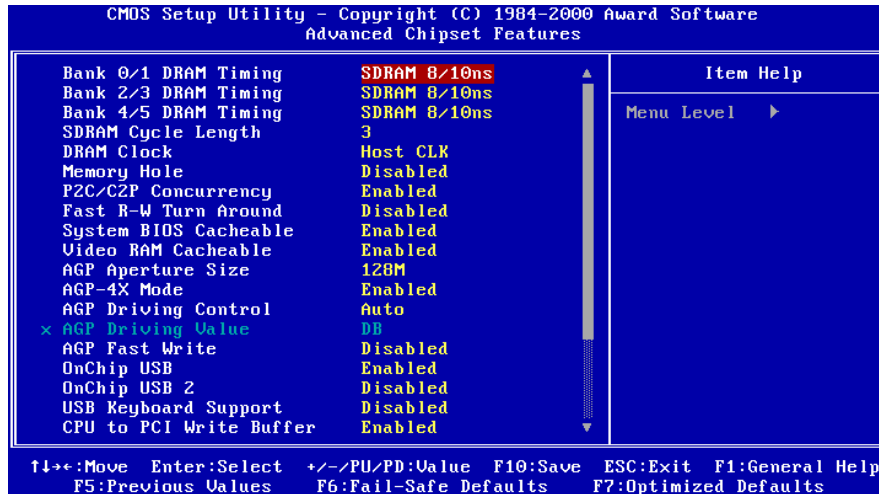 CMOS Setup Utility – Copyright (C) 1984-2000 Award Software
Advanced Chipset Features
Bank 0/1 DRAM Timing SDRAM 8/10ns
Bank 2/3 DRAM Timing SDRAM 8/10ns
Bank 4/5 DRAM Timing SDRAM 8/10ns
SDRAM Cycle Length 3
DRAM Clock Host CLK
Memory Hole Disabled
P2C/C2P Concurrency Enabled
Fast R-W Turn Around Disabled
System BIOS Cacheable Enabled
Video RAM Cacheable Enabled
AGP Aperture Size 128M
AGP-4X Mode Enabled
AGP Driving Control Auto
x AGP Driving Value DB
AGP Fast Write Disabled
OnChip USB Enabled
OnChip USB 2 Disabled
USB Keyboard Support Disabled
CPU to PCI Write Buffer Enabled
Item Help
Menu Level ▶
↑↓→←:Move Enter:Select +/-/PU/PD:Value F10:Save ESC:Exit F1:General Help
F5:Previous Values F6:Fail-Safe Defaults F7:Optimized Defaults